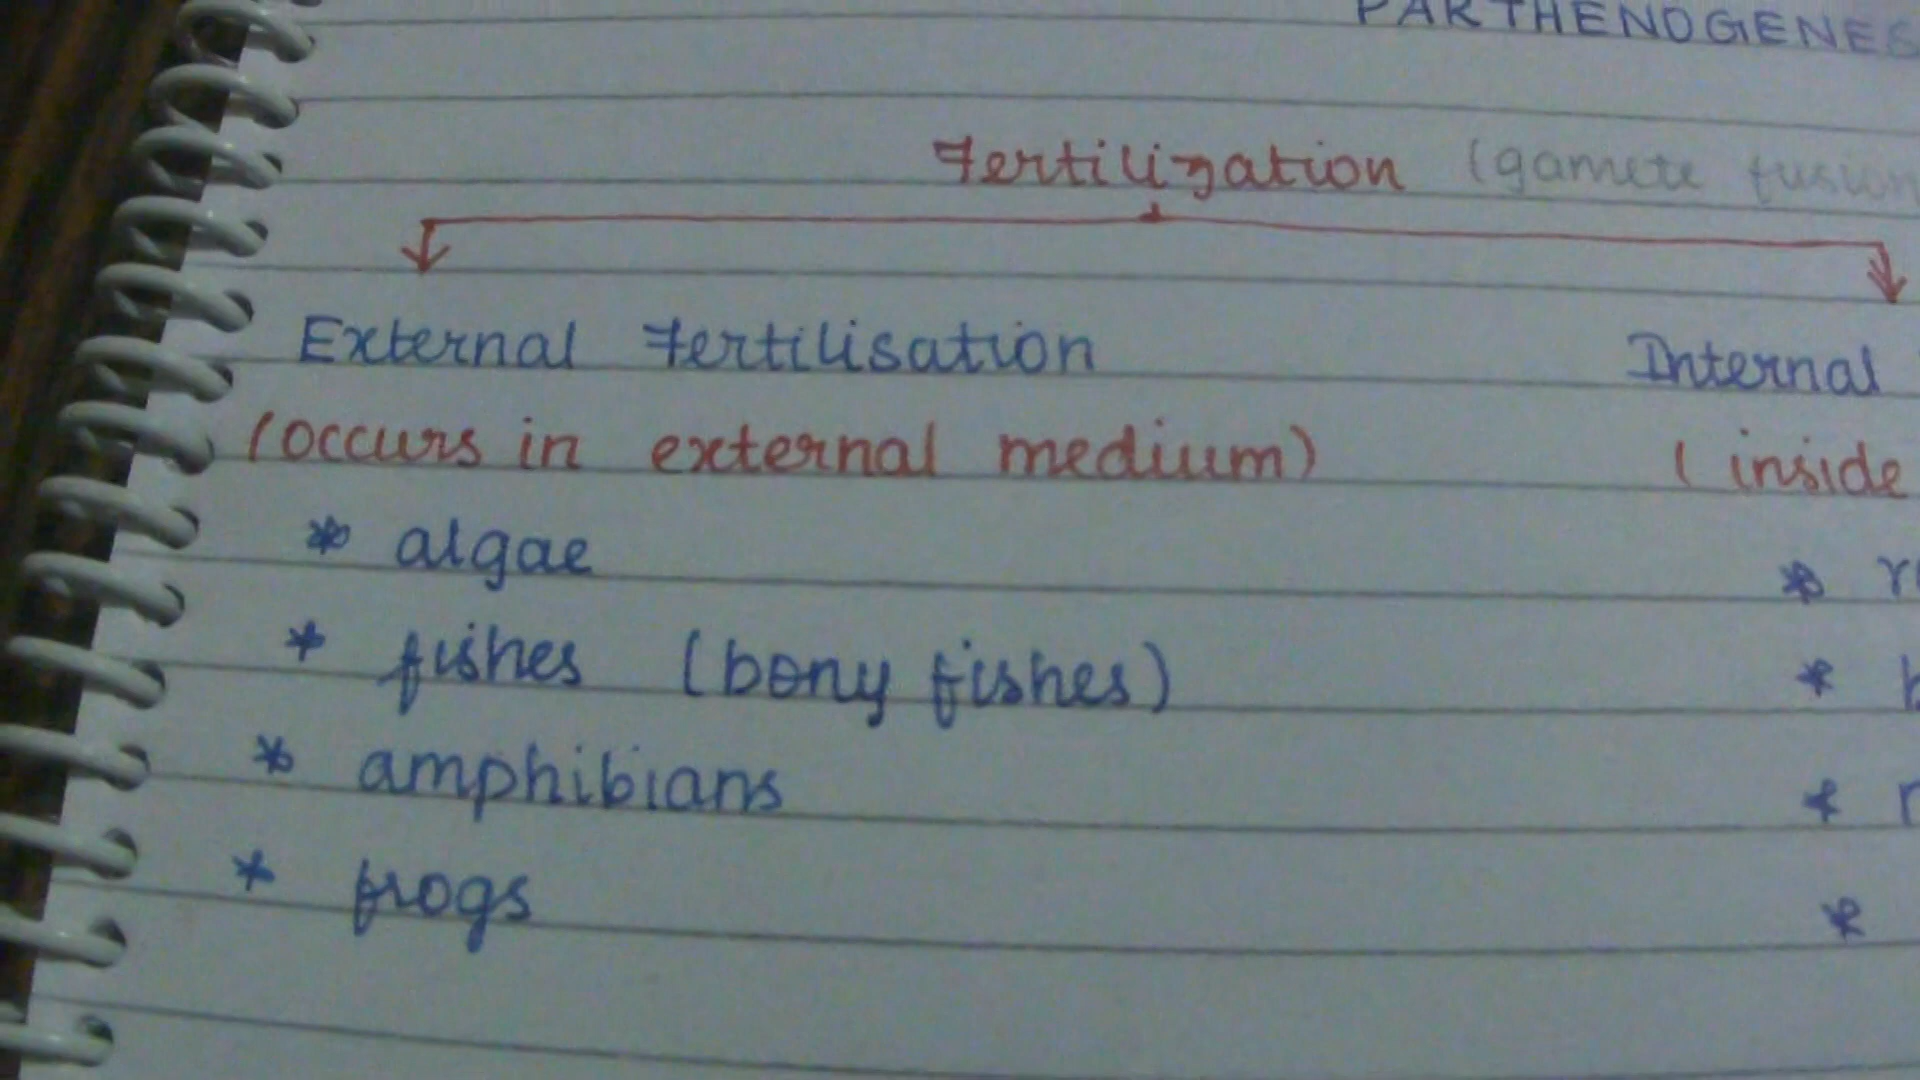 PARTHENOGENES
Fertilization (gamete fusion
External Fertilisation Internal
(occurs in external medium) (inside
* algae *
* fishes (bony fishes) *
* amphibians *
* frogs *